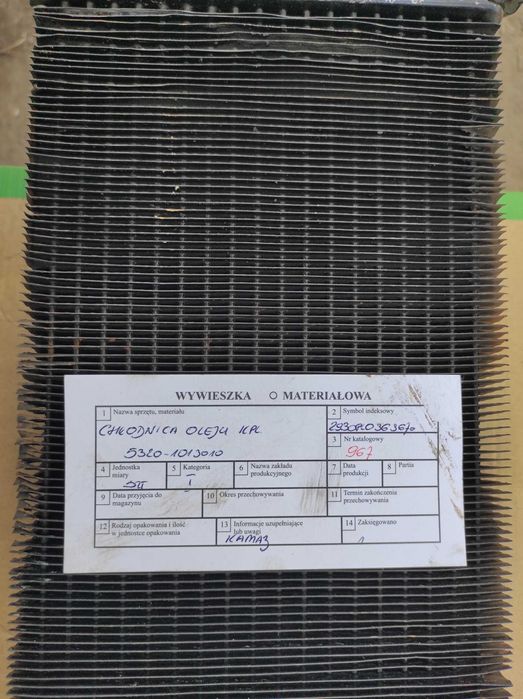 WYWIESZKA O MATERIAŁOWA
1 Nazwa sprzętu, materiału
CHŁODNICA OLEJU KPL
5320-1013010
2 Symbol indeksowy
3 Nr katalogowy
967
4 Jednostka miary
SZT
5 Kategoria
I
6 Nazwa zakładu produkcyjnego
7 Data produkcji
8 Partia
9 Data przyjęcia do magazynu
10 Okres przechowywania
11 Termin zakończenia przechowywania
12 Rodzaj opakowania i ilość w jednostce opakowania
13 Informacje uzupełniające lub uwagi
KAMAZ
14 Zaksięgowano